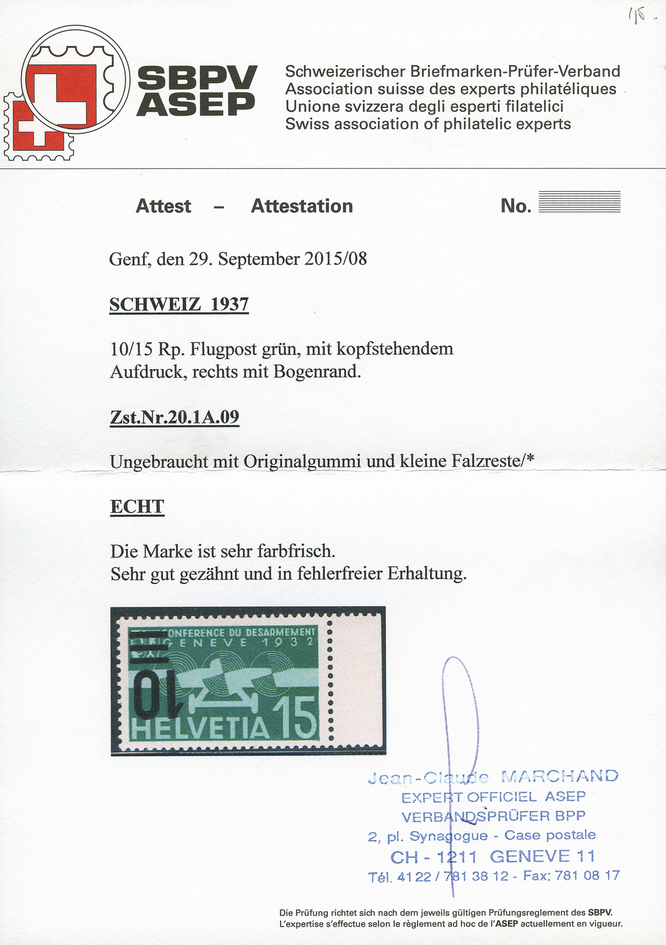 SBPV
ASEP
Schweizerischer Briefmarken-Prüfer-Verband
Association suisse des experts philatéliques
Unione svizzera degli esperti filatelici
Swiss association of philatelic experts
Attest – Attestation No.
Genf, den 29. September 2015/08
SCHWEIZ 1937
10/15 Rp. Flugpost grün, mit kopfstehendem
Aufdruck, rechts mit Bogenrand.
Zst.Nr.20.1A.09
Ungebraucht mit Originalgummi und kleine Falzreste/*
ECHT
Die Marke ist sehr farbfrisch.
Sehr gut gezähnt und in fehlerfreier Erhaltung.
CONFERENCE DU DESARMEMENT
GENEVE 1932
10
HELVETIA 15
Jean-Claude MARCHAND
EXPERT OFFICIEL ASEP
VERBANDSPRÜFER BPP
2, pl. Synagogue - Case postale
CH - 1211 GENEVE 11
Tél. 41 22 / 781 38 12 - Fax: 781 08 17
Die Prüfung richtet sich nach dem jeweils gültigen Prüfungsreglement des SBPV.
L'expertise s'effectue selon le règlement ad hoc de l'ASEP actuellement en vigueur.